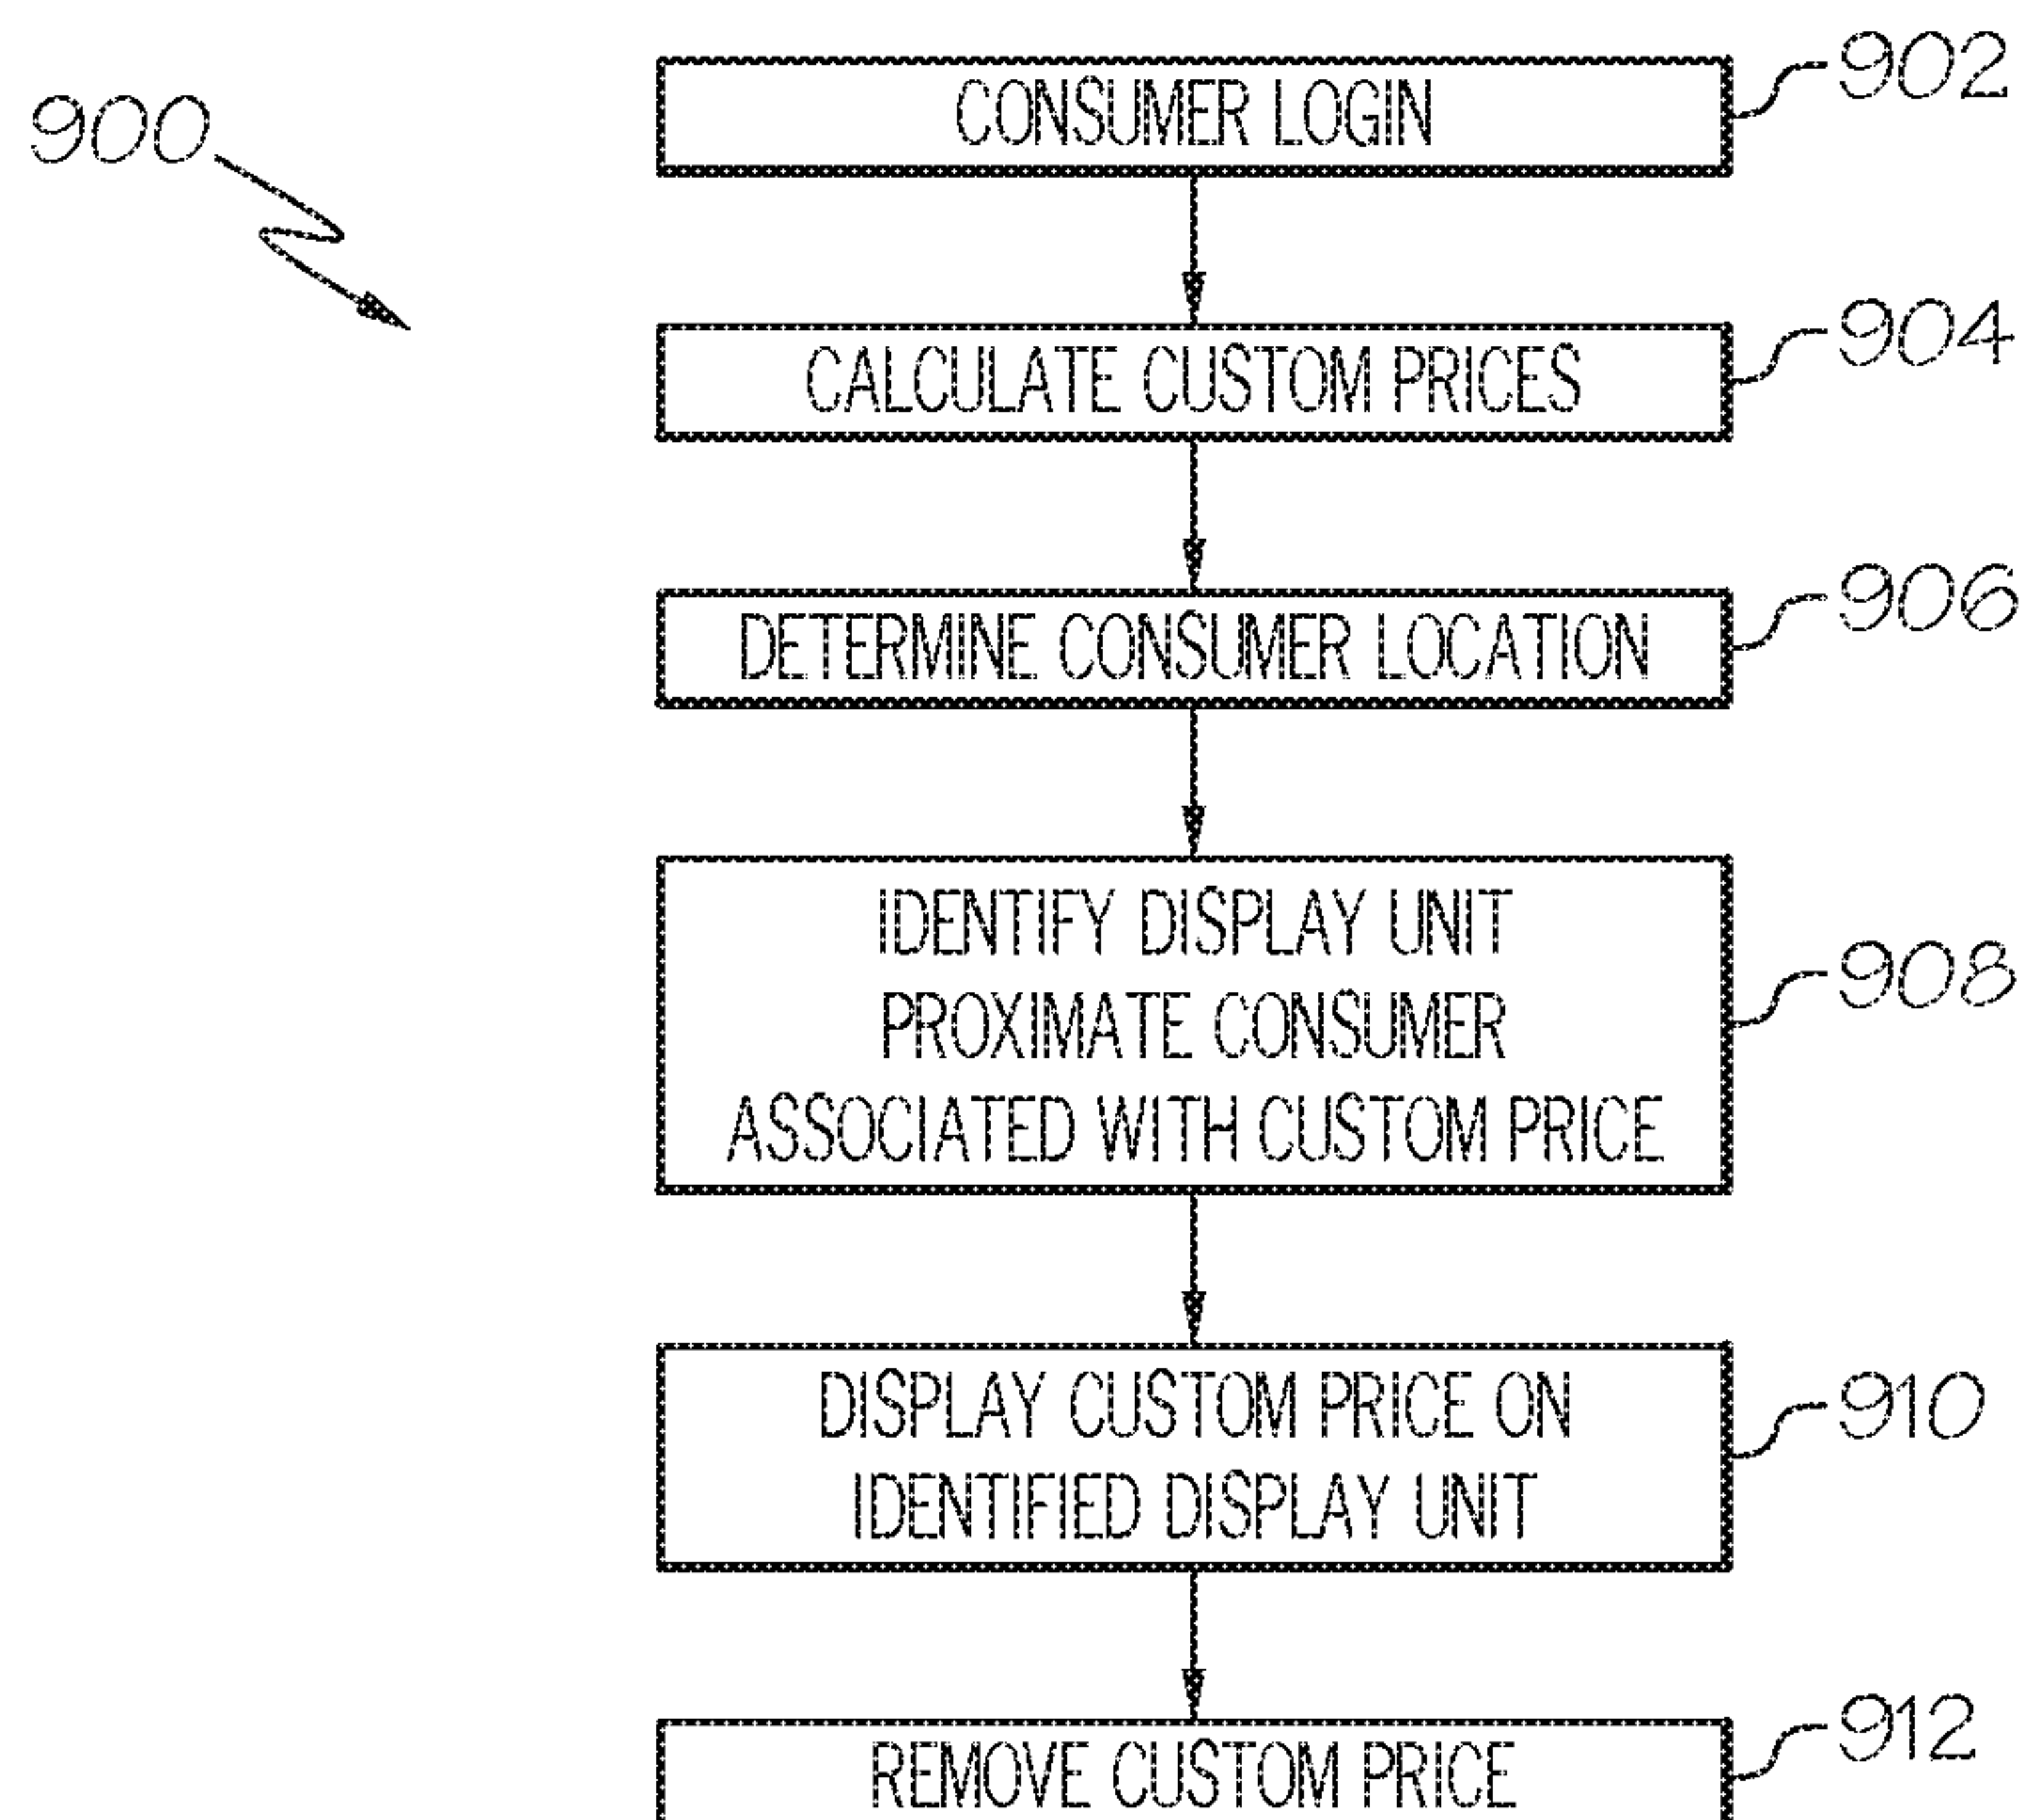 900
CONSUMER LOGIN
902
CALCULATE CUSTOM PRICES
904
DETERMINE CONSUMER LOCATION
906
IDENTIFY DISPLAY UNIT
PROXIMATE CONSUMER
ASSOCIATED WITH CUSTOM PRICE
908
DISPLAY CUSTOM PRICE ON
IDENTIFIED DISPLAY UNIT
910
REMOVE CUSTOM PRICE
912